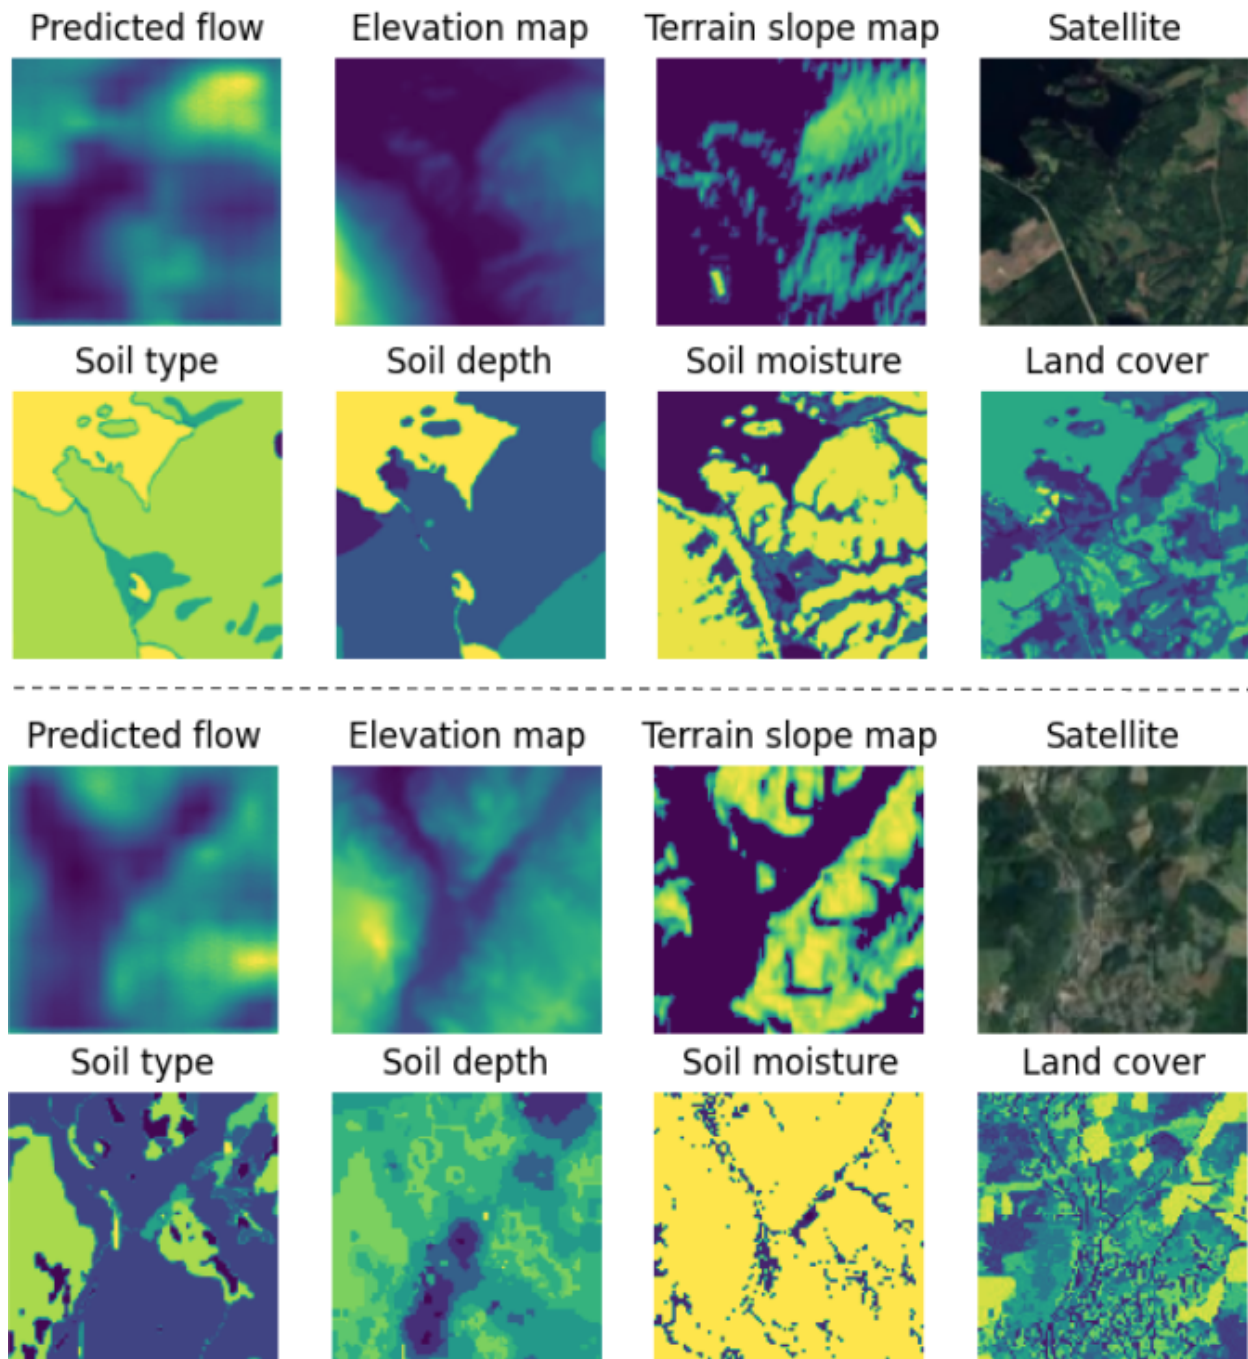 Predicted flow Elevation map Terrain slope map Satellite
Soil type Soil depth Soil moisture Land cover
Predicted flow Elevation map Terrain slope map Satellite
Soil type Soil depth Soil moisture Land cover